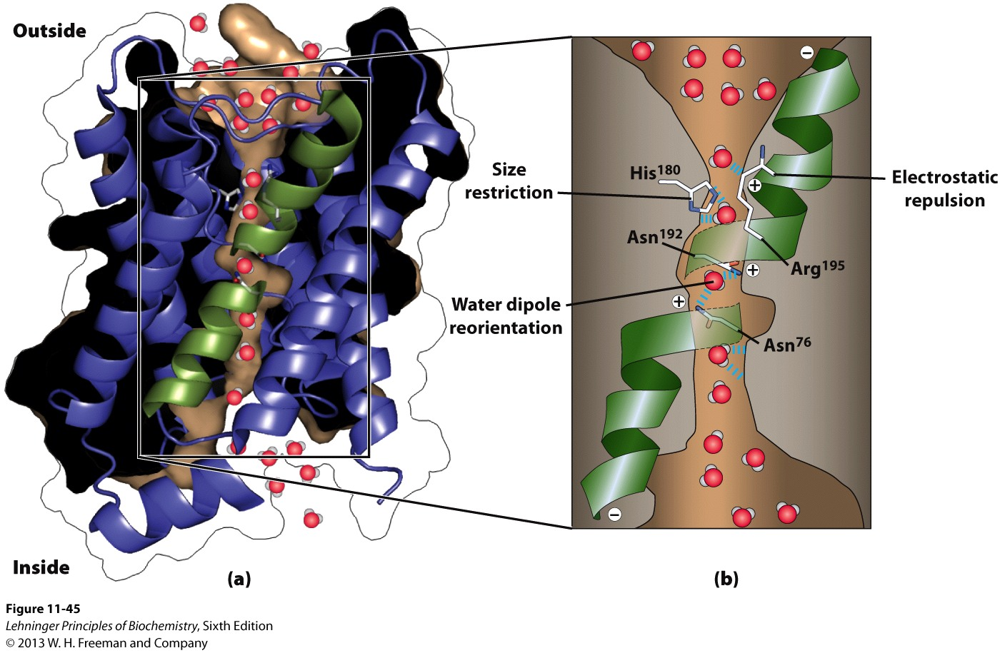 Outside
Inside
(a)
Size
restriction
Water dipole
reorientation
His180
Asn192
Arg195
Asn76
−
+
+
+
−
Electrostatic
repulsion
(b)
Figure 11-45
Lehninger Principles of Biochemistry, Sixth Edition
© 2013 W. H. Freeman and Company